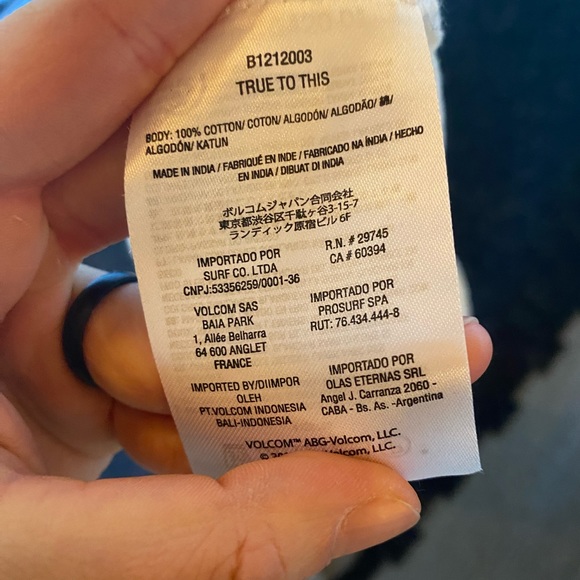 B1212003
TRUE TO THIS
BODY: 100% COTTON/ COTON/ ALGODÓN/ ALGODÃO/ 綿/
ALGODÓN/ KATUN
MADE IN INDIA / FABRIQUÉ EN INDE / FABRICADO NA ÍNDIA / HECHO
EN INDIA / DIBUAT DI INDIA
ボルコムジャパン合同会社
東京都渋谷区千駄ヶ谷3-15-7
ランディック原宿ビル 6F
IMPORTADO POR
SURF CO. LTDA
CNPJ:53356259/0001-36
R.N. # 29745
CA # 60394
VOLCOM SAS
BAIA PARK
1, Allée Belharra
64 600 ANGLET
FRANCE
IMPORTADO POR
PROSURF SPA
RUT: 76.434.444-8
IMPORTED BY/DIIMPOR
OLEH
PT.VOLCOM INDONESIA
BALI-INDONESIA
IMPORTADO POR
OLAS ETERNAS SRL
Angel J. Carranza 2060 -
CABA - Bs. As. -Argentina
VOLCOM™ ABG-Volcom, LLC.
© Volcom, LLC.